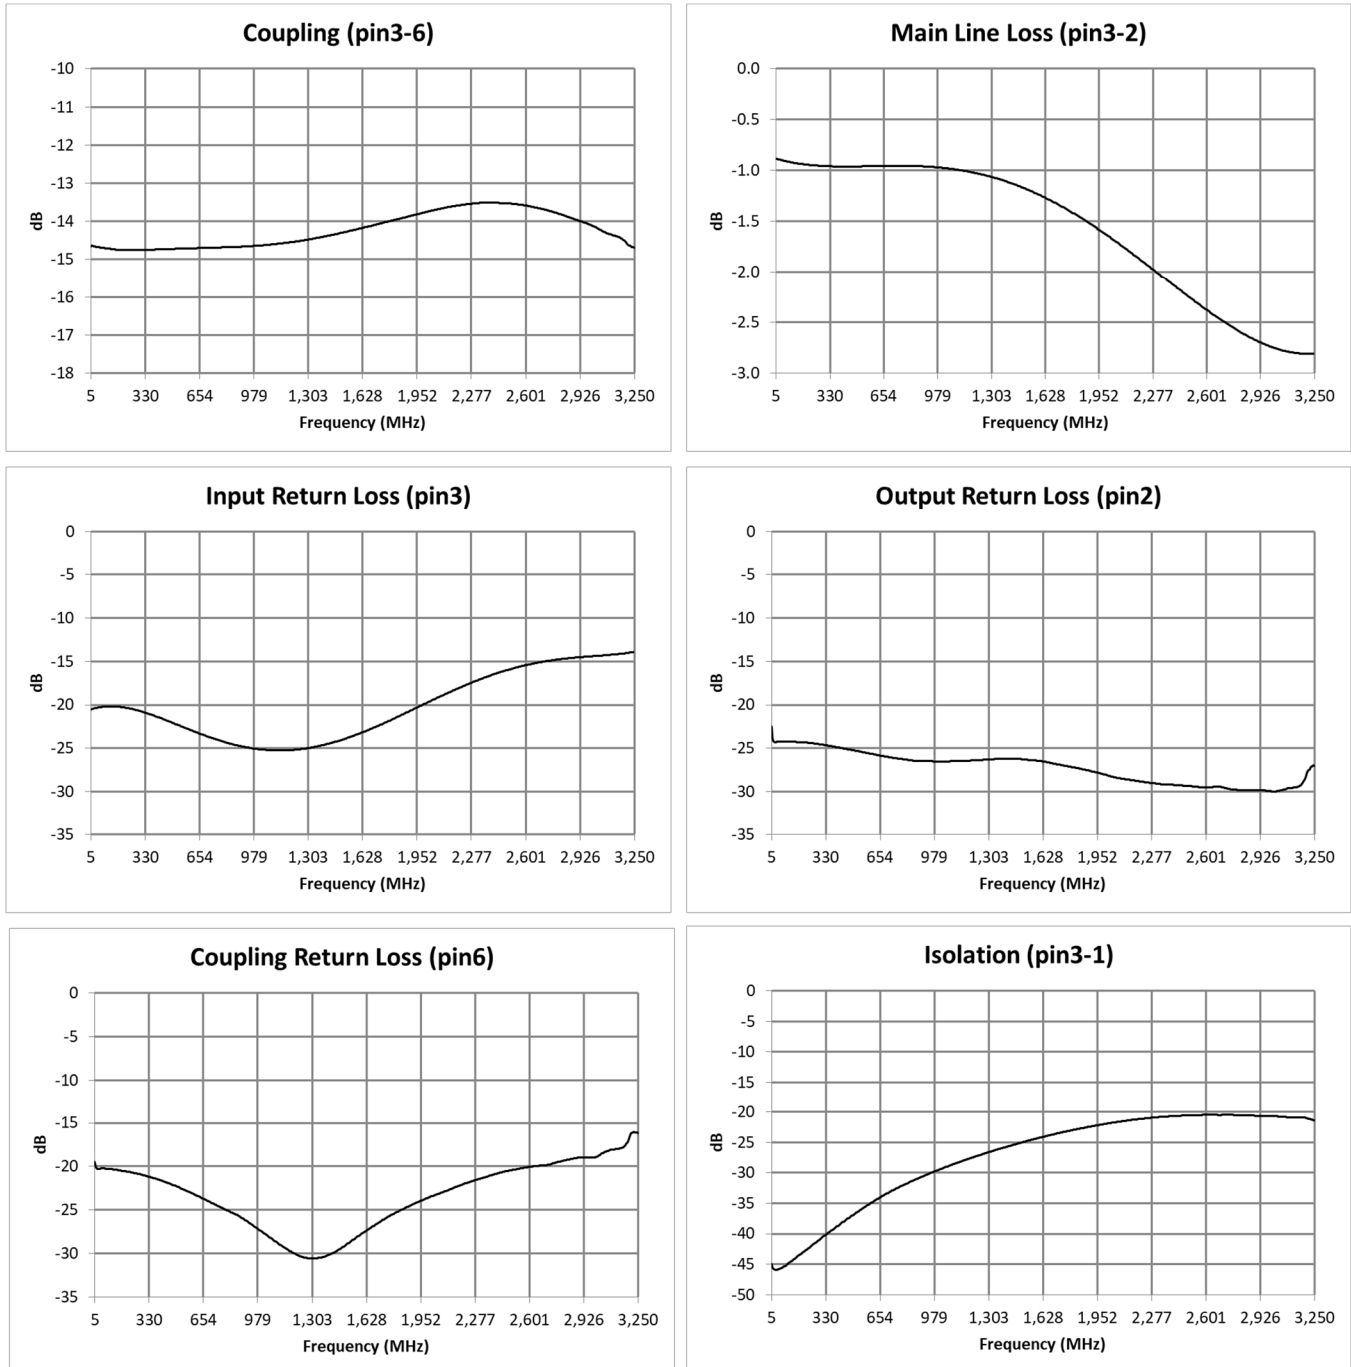 Coupling (pin3-6)
-10
-11
-12
-13
-14
-15
-16
-17
-18
dB
5 330 654 979 1,303 1,628 1,952 2,277 2,601 2,926 3,250
Frequency (MHz)
Main Line Loss (pin3-2)
0.0
-0.5
-1.0
-1.5
-2.0
-2.5
-3.0
dB
5 330 654 979 1,303 1,628 1,952 2,277 2,601 2,926 3,250
Frequency (MHz)
Input Return Loss (pin3)
0
-5
-10
-15
-20
-25
-30
-35
dB
5 330 654 979 1,303 1,628 1,952 2,277 2,601 2,926 3,250
Frequency (MHz)
Output Return Loss (pin2)
0
-5
-10
-15
-20
-25
-30
-35
dB
5 330 654 979 1,303 1,628 1,952 2,277 2,601 2,926 3,250
Frequency (MHz)
Coupling Return Loss (pin6)
0
-5
-10
-15
-20
-25
-30
-35
dB
5 330 654 979 1,303 1,628 1,952 2,277 2,601 2,926 3,250
Frequency (MHz)
Isolation (pin3-1)
0
-5
-10
-15
-20
-25
-30
-35
-40
-45
-50
dB
5 330 654 979 1,303 1,628 1,952 2,277 2,601 2,926 3,250
Frequency (MHz)